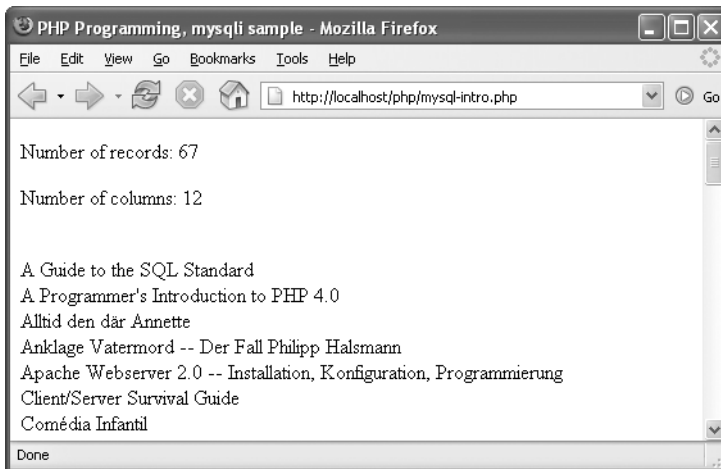 PHP Programming, mysqli sample - Mozilla Firefox
File Edit View Go Bookmarks Tools Help
http://localhost/php/mysql-intro.php Go
Number of records: 67
Number of columns: 12
A Guide to the SQL Standard
A Programmer's Introduction to PHP 4.0
Alltid den där Annette
Anklage Vatermord -- Der Fall Philipp Halsmann
Apache Webserver 2.0 -- Installation, Konfiguration, Programmierung
Client/Server Survival Guide
Comédia Infantil
Done